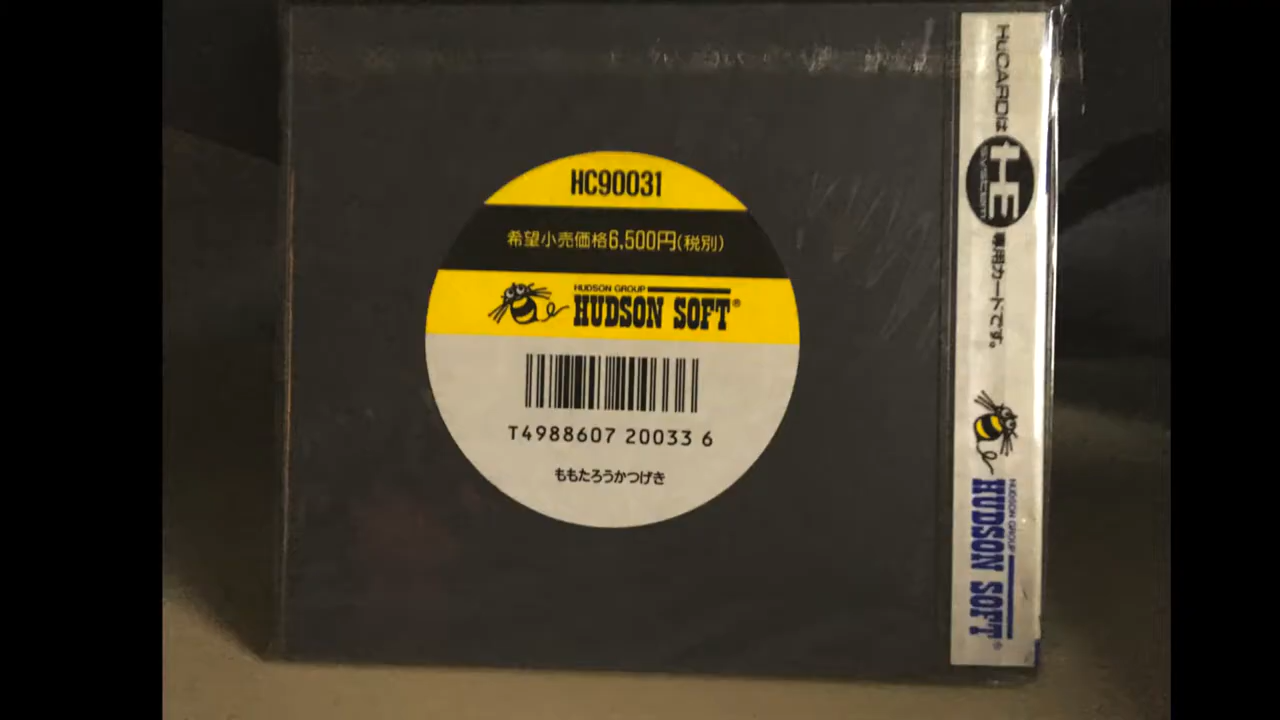 HC90031
希望小売価格6,500円(税別)
HUDSON GROUP
HUDSON SOFT®
T4988607 20033 6
ももたろうかつげき
HuCARDは HE SYSTEM 専用カードです。
HUDSON GROUP
HUDSON SOFT®